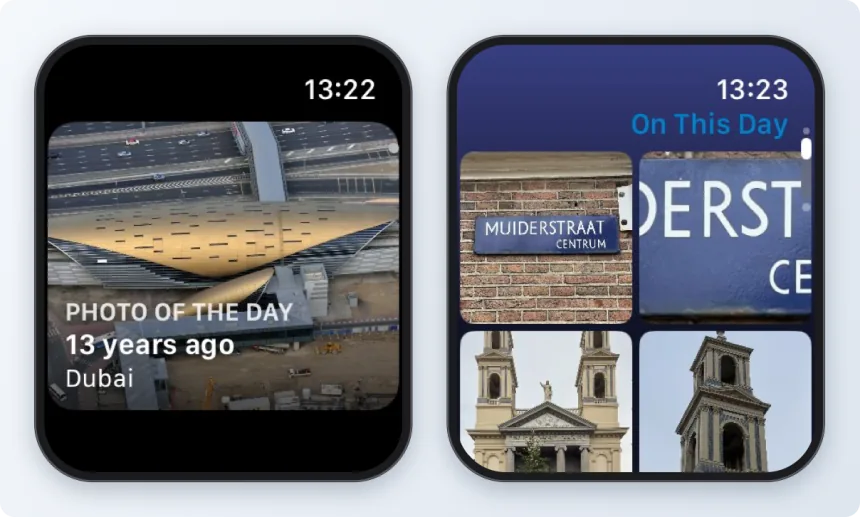 13:22
PHOTO OF THE DAY
13 years ago
Dubai
13:23
On This Day
MUIDERSTRAAT
CENTRUM
DERST
CE